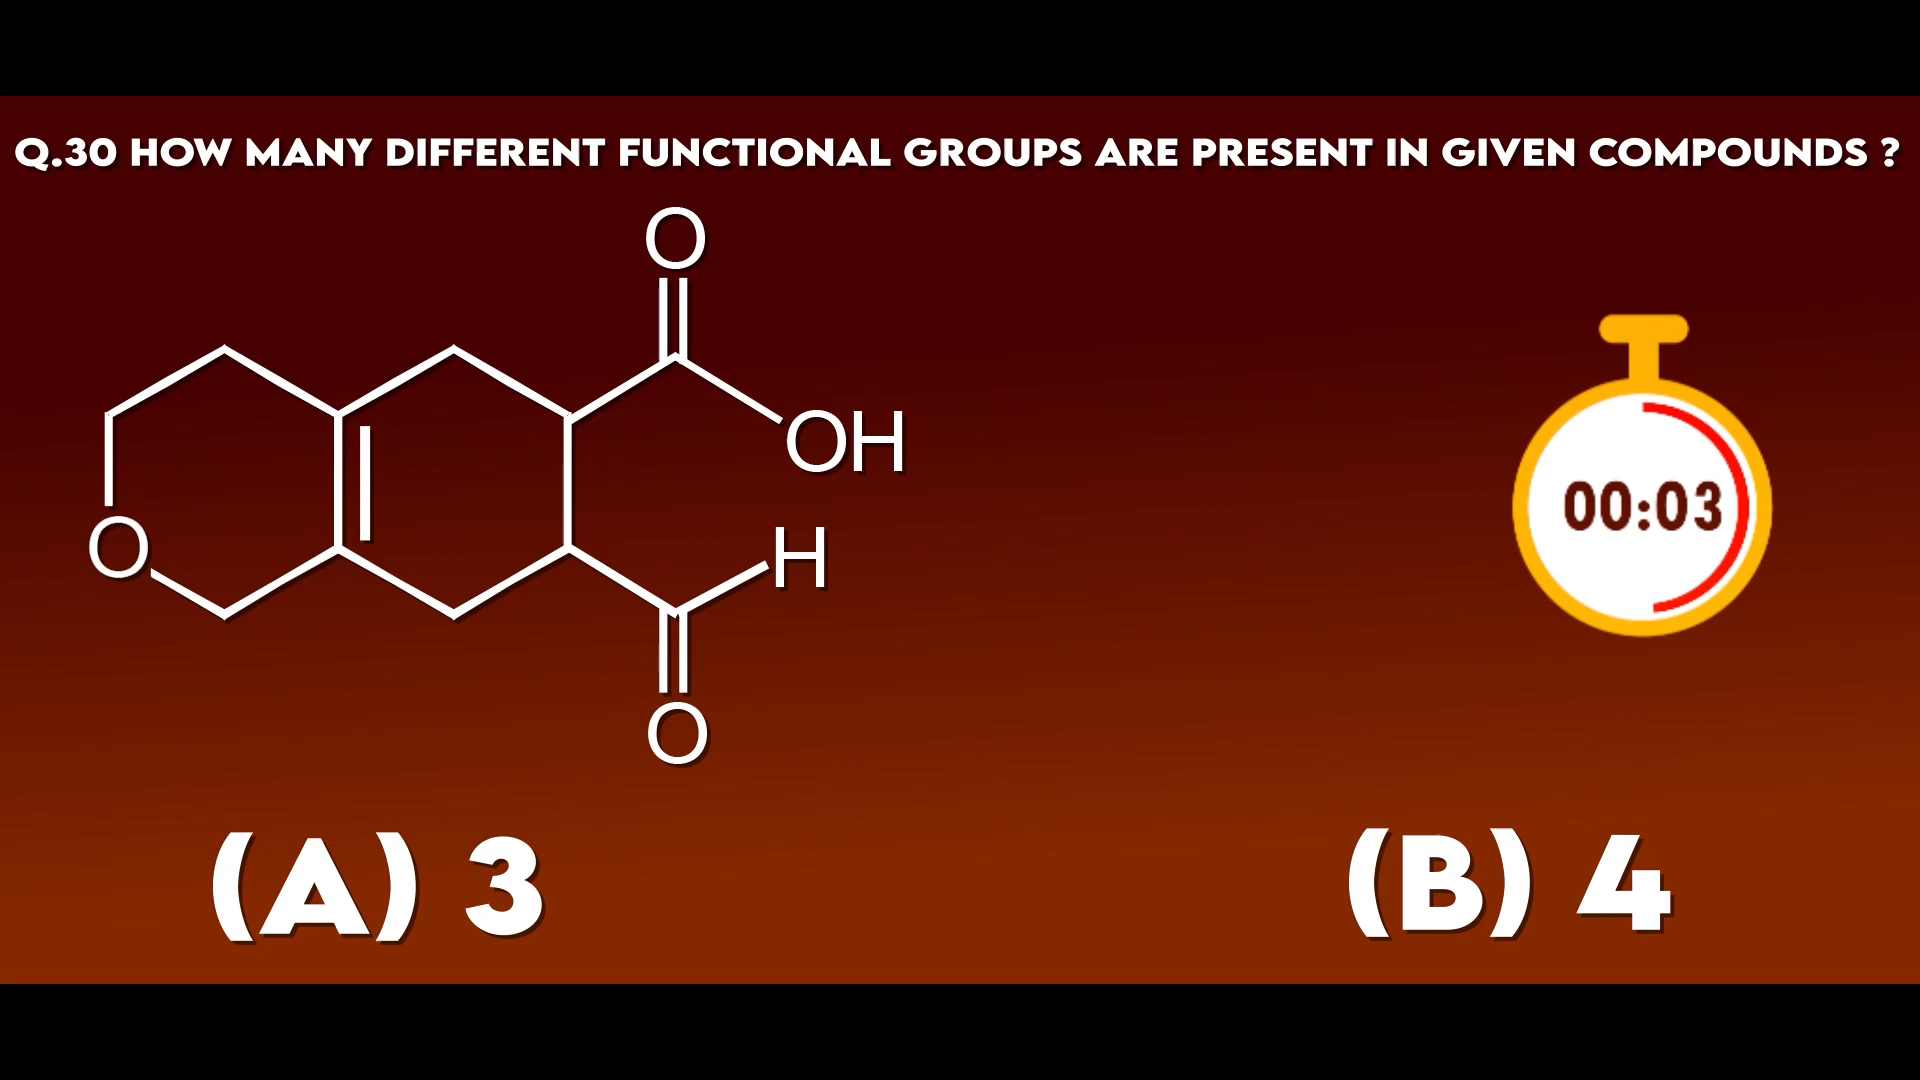 Q.30 HOW MANY DIFFERENT FUNCTIONAL GROUPS ARE PRESENT IN GIVEN COMPOUNDS ?
O
OH
O
H
O
00:03
(A) 3
(B) 4